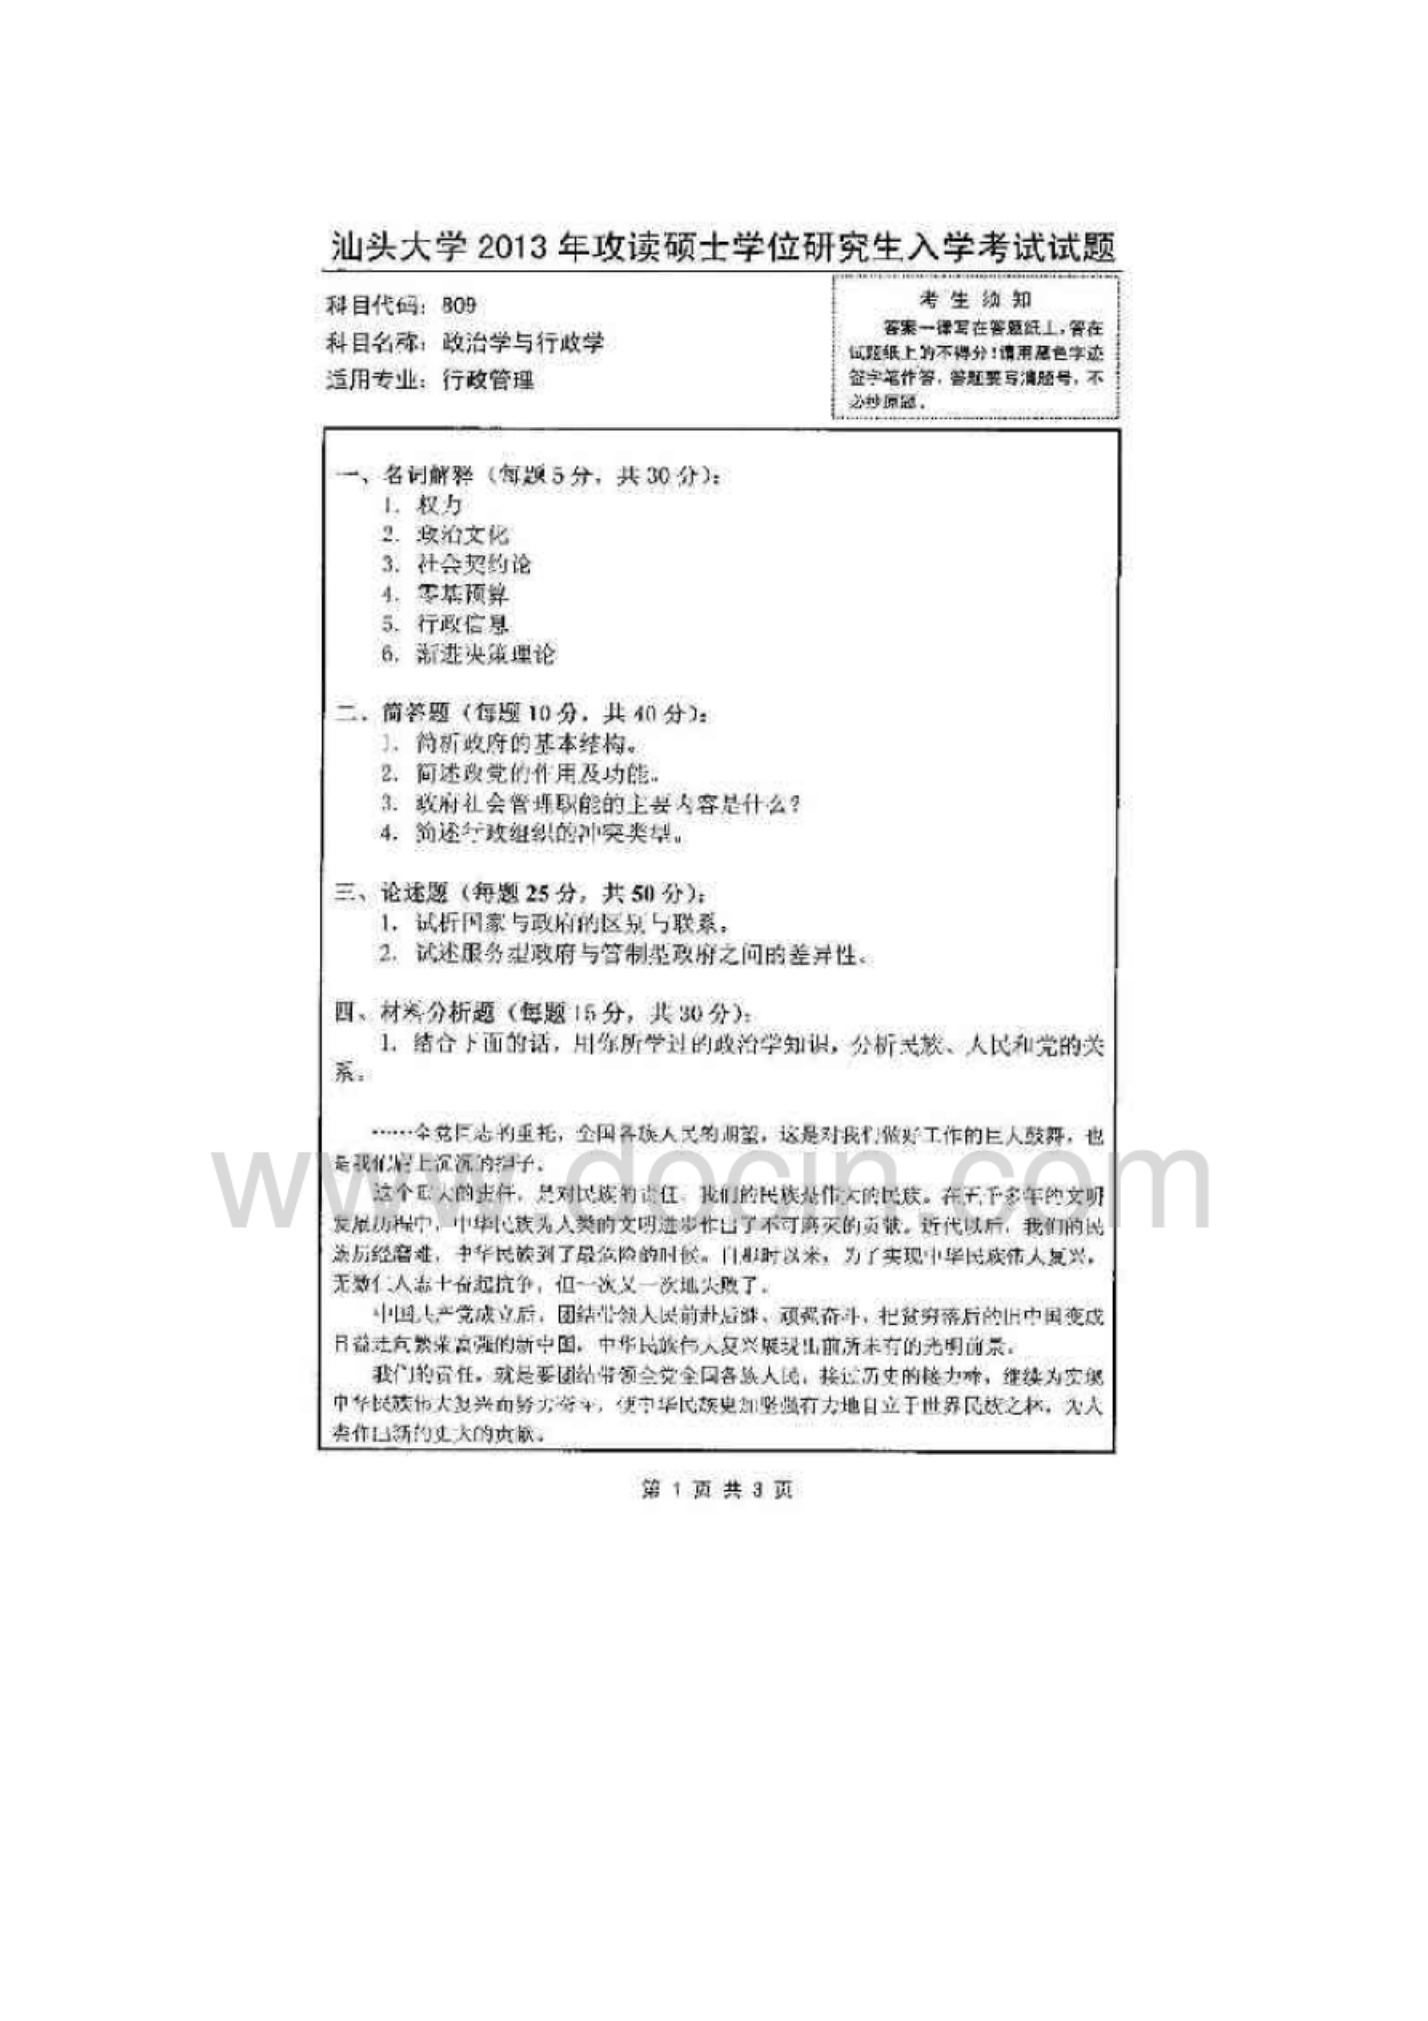 汕头大学 2013 年攻读硕士学位研究生入学考试试题
科目代码：809
科目名称：政治学与行政学
适用专业：行政管理
考 生 须 知
答案一律写在答题纸上，答在
试题纸上的不得分！请用黑色字迹
签字笔作答，答题要写清题号，不
必抄原题。
一、名词解释（每题 5 分，共 30 分）：
1. 权力
2. 政治文化
3. 社会契约论
4. 零基预算
5. 行政信息
6. 渐进决策理论
二、简答题（每题 10 分，共 40 分）：
1. 简析政府的基本结构。
2. 简述政党的作用及功能。
3. 政府社会管理职能的主要内容是什么？
4. 简述行政组织的冲突类型。
三、论述题（每题 25 分，共 50 分）：
1. 试析国家与政府的区别与联系。
2. 试述服务型政府与管制型政府之间的差异性。
四、材料分析题（每题 15 分，共 30 分）：
1. 结合下面的话，用你所学过的政治学知识，分析民族、人民和党的关
系。
……全党同志的重托，全国各族人民的期望，这是对我们做好工作的巨大鼓舞，也
是我们肩上沉沉的担子。
这个重大的责任，是对民族的责任。我们的民族是伟大的民族。在五千多年的文明
发展历程中，中华民族为人类的文明进步作出了不可磨灭的贡献。近代以后，我们的民
族历经磨难，中华民族到了最危险的时候。自那时以来，为了实现中华民族伟大复兴，
无数仁人志士奋起抗争，但一次又一次地失败了。
中国共产党成立后，团结带领人民前赴后继、顽强奋斗，把贫穷落后的旧中国变成
日益走向繁荣富强的新中国，中华民族伟大复兴展现出前所未有的光明前景。
我们的责任，就是要团结带领全党全国各族人民，接过历史的接力棒，继续为实现
中华民族伟大复兴而努力奋斗，使中华民族更加坚强有力地自立于世界民族之林，为人
类作出新的更大的贡献。
www.docin.com
第 1 页 共 3 页